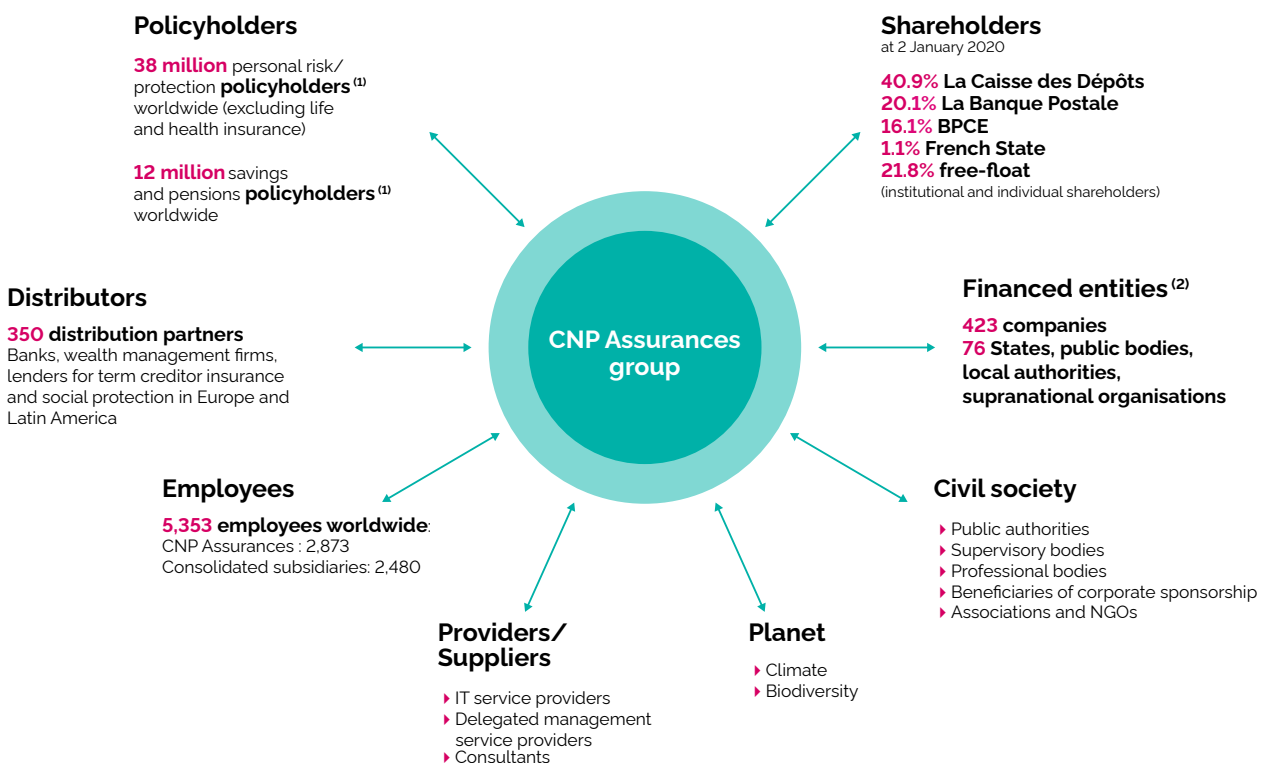 Policyholders
38 million personal risk/
protection policyholders (1)
worldwide (excluding life
and health insurance)
12 million savings
and pensions policyholders (1)
worldwide
Shareholders
at 2 January 2020
40.9% La Caisse des Dépôts
20.1% La Banque Postale
16.1% BPCE
1.1% French State
21.8% free-float
(institutional and individual shareholders)
Distributors
350 distribution partners
Banks, wealth management firms,
lenders for term creditor insurance
and social protection in Europe and
Latin America
CNP Assurances
group
Financed entities (2)
423 companies
76 States, public bodies,
local authorities,
supranational organisations
Employees
5,353 employees worldwide:
CNP Assurances : 2,873
Consolidated subsidiaries: 2,480
Civil society
Public authorities
Supervisory bodies
Professional bodies
Beneficiaries of corporate sponsorship
Associations and NGOs
Providers/
Suppliers
IT service providers
Delegated management
service providers
Consultants
Planet
Climate
Biodiversity